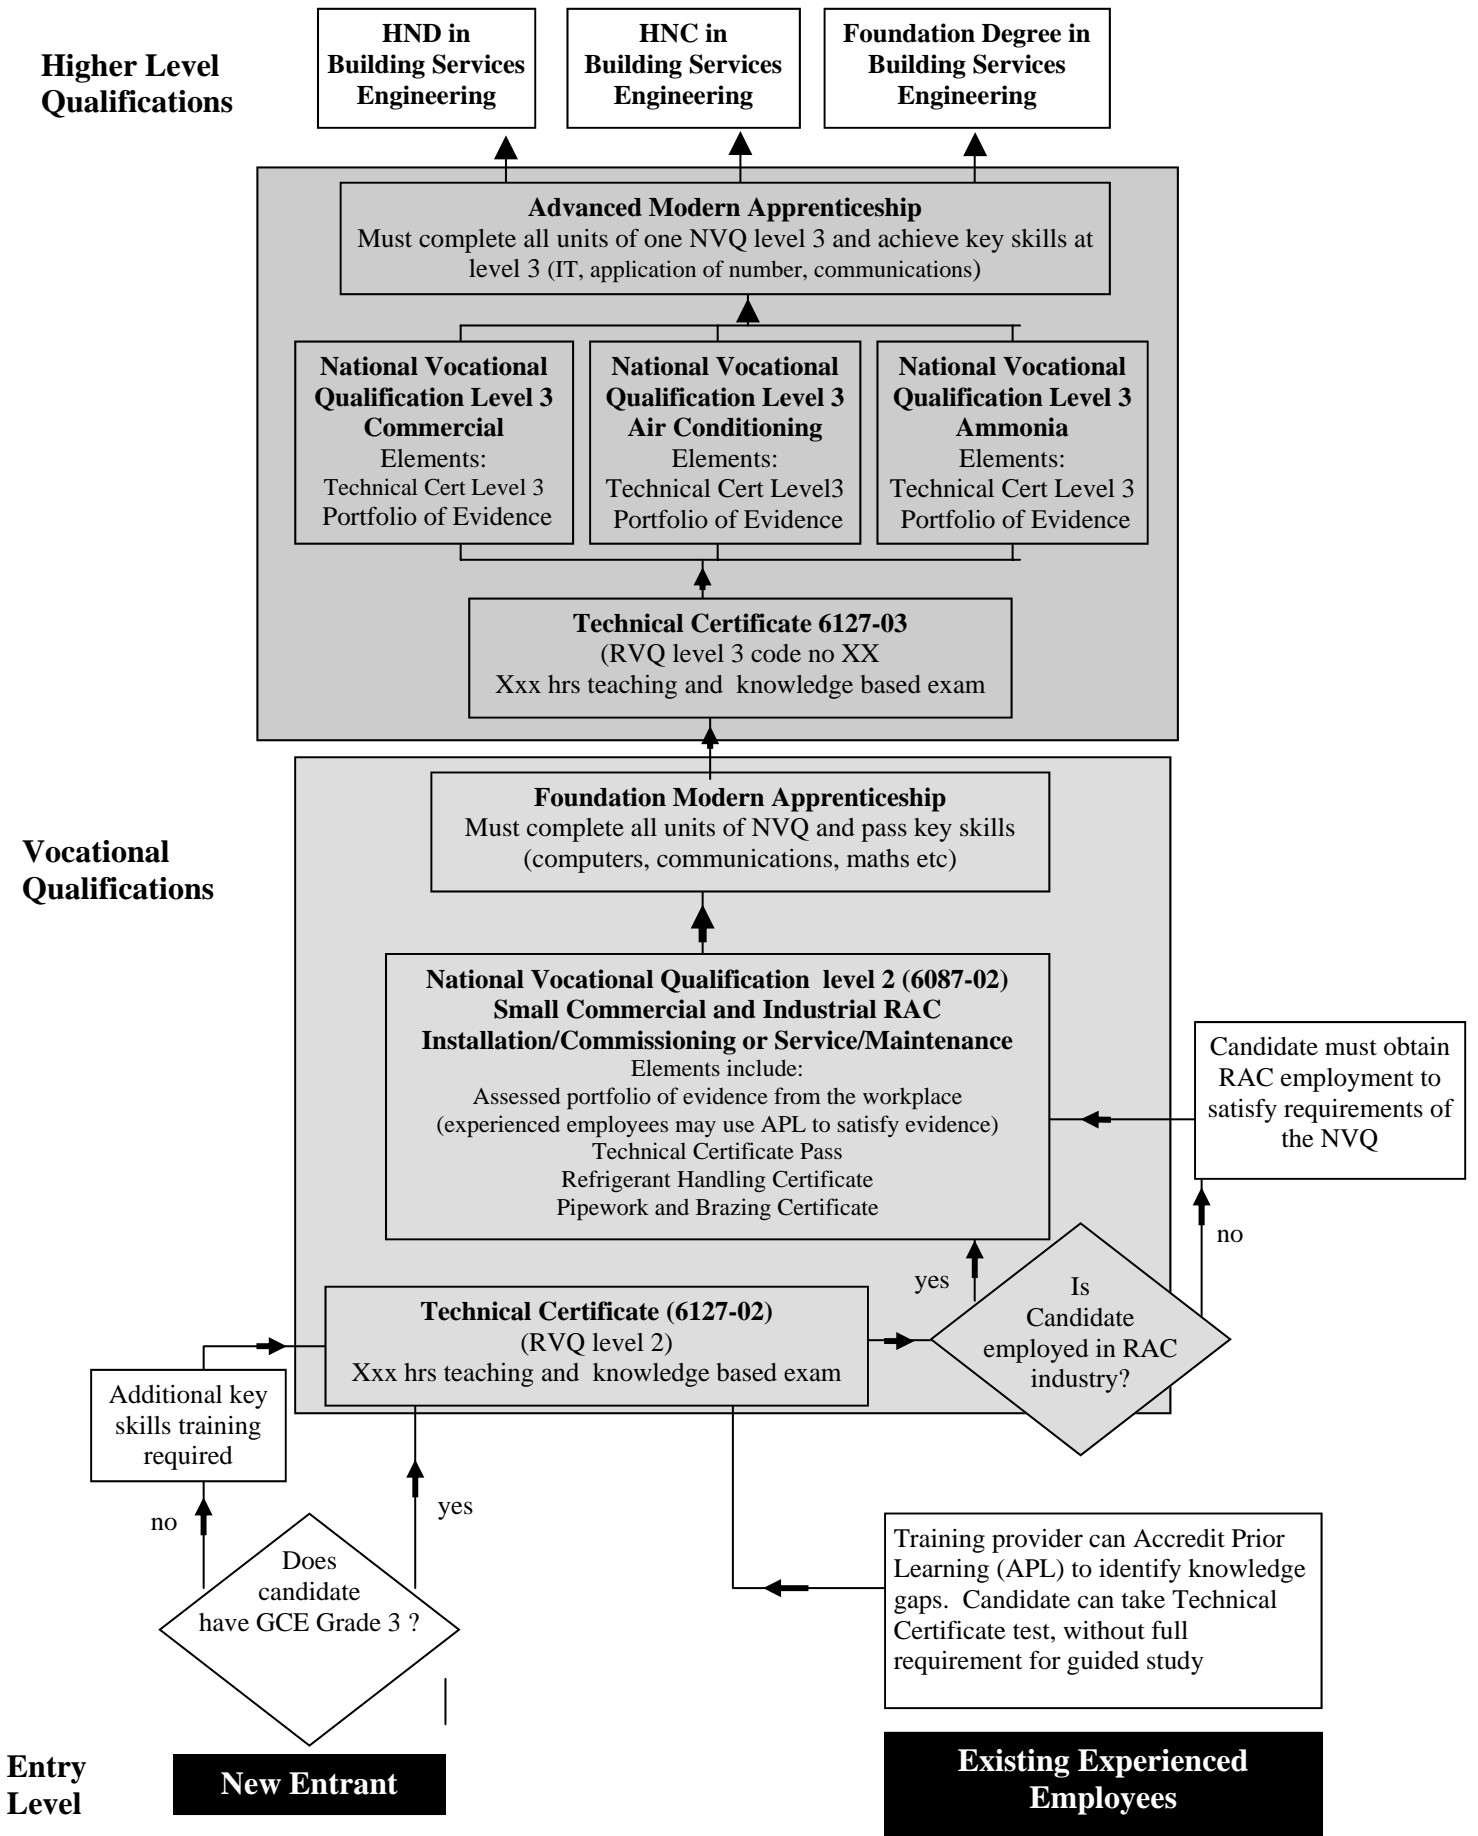 Higher Level
Qualifications
HND in
Building Services
Engineering
HNC in
Building Services
Engineering
Foundation Degree in
Building Services
Engineering
Advanced Modern Apprenticeship
Must complete all units of one NVQ level 3 and achieve key skills at
level 3 (IT, application of number, communications)
National Vocational
Qualification Level 3
Commercial
Elements:
Technical Cert Level 3
Portfolio of Evidence
National Vocational
Qualification Level 3
Air Conditioning
Elements:
Technical Cert Level3
Portfolio of Evidence
National Vocational
Qualification Level 3
Ammonia
Elements:
Technical Cert Level 3
Portfolio of Evidence
Technical Certificate 6127-03
(RVQ level 3 code no XX
Xxx hrs teaching and knowledge based exam
Vocational
Qualifications
Foundation Modern Apprenticeship
Must complete all units of NVQ and pass key skills
(computers, communications, maths etc)
National Vocational Qualification level 2 (6087-02)
Small Commercial and Industrial RAC
Installation/Commissioning or Service/Maintenance
Elements include:
Assessed portfolio of evidence from the workplace
(experienced employees may use APL to satisfy evidence)
Technical Certificate Pass
Refrigerant Handling Certificate
Pipework and Brazing Certificate
Candidate must obtain
RAC employment to
satisfy requirements of
the NVQ
no
yes
Is
Candidate
employed in RAC
industry?
Technical Certificate (6127-02)
(RVQ level 2)
Xxx hrs teaching and knowledge based exam
Additional key
skills training
required
no
yes
Does
candidate
have GCE Grade 3 ?
Training provider can Accredit Prior
Learning (APL) to identify knowledge
gaps. Candidate can take Technical
Certificate test, without full
requirement for guided study
Entry
Level
New Entrant
Existing Experienced
Employees